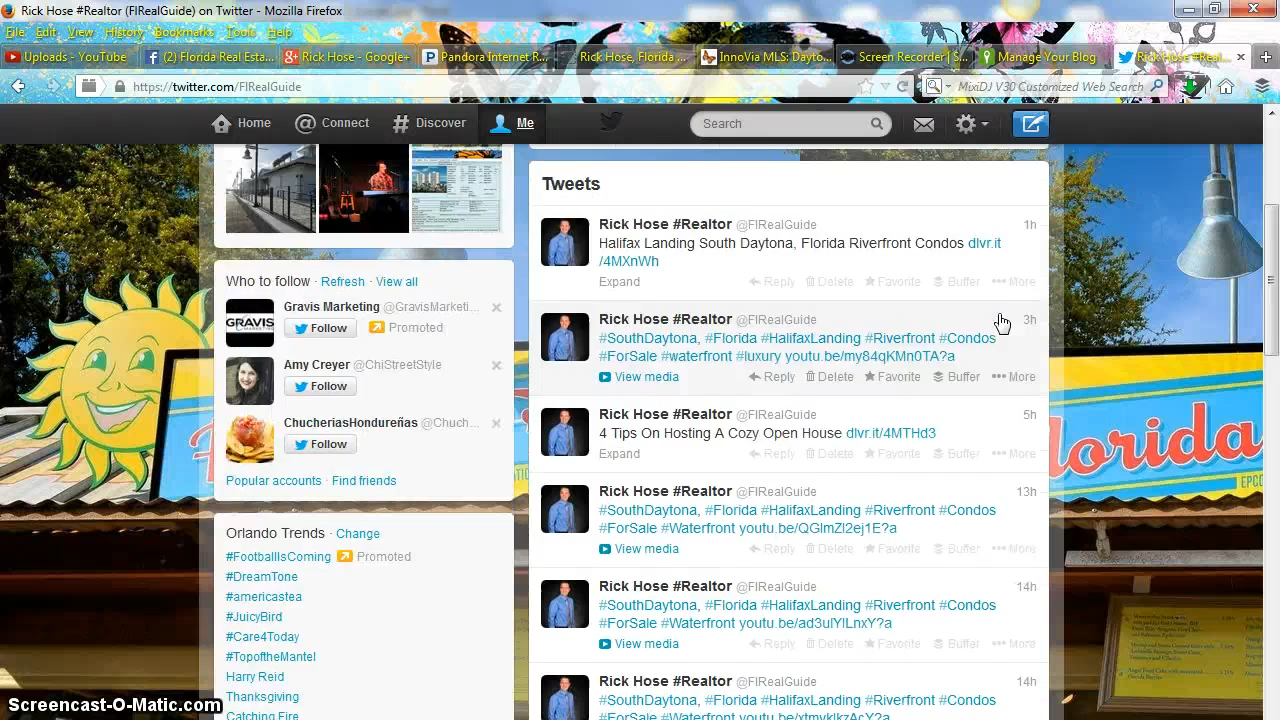 Rick Hose #Realtor (FlRealGuide) on Twitter - Mozilla Firefox
File Edit View History Bookmarks Tools Help
Uploads - YouTube
(2) Florida Real Esta...
Rick Hose - Google+
Pandora Internet R...
Rick Hose, Florida ...
InnoVia MLS: Dayto...
Screen Recorder | S...
Manage Your Blog
Rick Hose #Real...
https://twitter.com/FlRealGuide
MixiDJ V30 Customized Web Search
Home
Connect
Discover
Me
Search
Who to follow · Refresh · View all
Gravis Marketing @GravisMarketi...
Follow
Promoted
GRAVIS
MARKETING
Amy Creyer @ChiStreetStyle
Follow
ChucheriasHondureñas @Chuch...
Follow
Popular accounts · Find friends
Orlando Trends · Change
#FootballIsComing Promoted
#DreamTone
#americastea
#JuicyBird
#Care4Today
#TopoftheMantel
Harry Reid
Thanksgiving
Catching Fire
Tweets
Rick Hose #Realtor @FlRealGuide 1h
Halifax Landing South Daytona, Florida Riverfront Condos dlvr.it
/4MXnWh
Expand Reply Delete Favorite Buffer More
Rick Hose #Realtor @FlRealGuide 3h
#SouthDaytona, #Florida #HalifaxLanding #Riverfront #Condos
#ForSale #waterfront #luxury youtu.be/my84qKMn0TA?a
View media Reply Delete Favorite Buffer More
Rick Hose #Realtor @FlRealGuide 5h
4 Tips On Hosting A Cozy Open House dlvr.it/4MTHd3
Expand Reply Delete Favorite Buffer More
Rick Hose #Realtor @FlRealGuide 13h
#SouthDaytona, #Florida #HalifaxLanding #Riverfront #Condos
#ForSale #Waterfront youtu.be/QGlmZl2ej1E?a
View media Reply Delete Favorite Buffer More
Rick Hose #Realtor @FlRealGuide 14h
#SouthDaytona, #Florida #HalifaxLanding #Riverfront #Condos
#ForSale #Waterfront youtu.be/ad3ulYlLnxY?a
View media Reply Delete Favorite Buffer More
Rick Hose #Realtor @FlRealGuide 14h
#SouthDaytona, #Florida #HalifaxLanding #Riverfront #Condos
#ForSale #Waterfront
lorida
EPC
Screencast-O-Matic.com